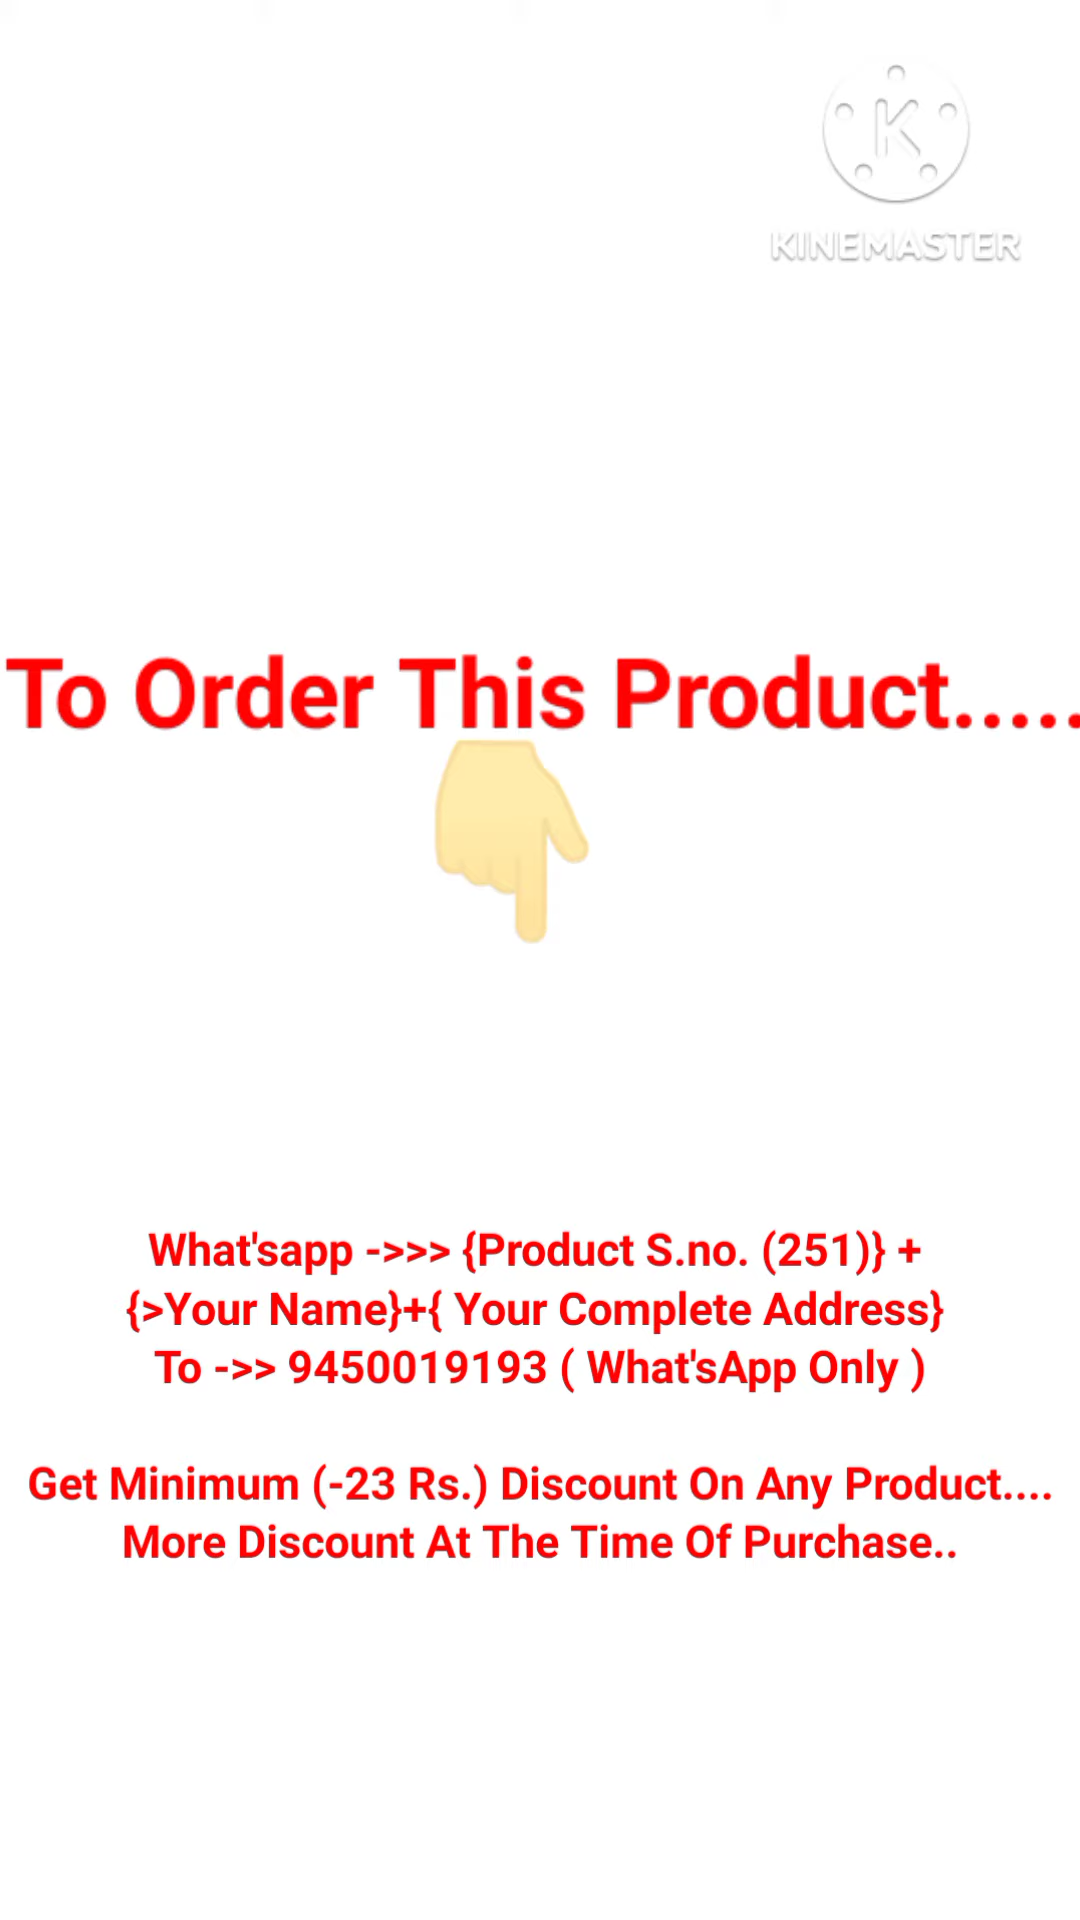 K
KINEMASTER
To Order This Product.....
What'sapp ->>> {Product S.no. (251)} +
{>Your Name}+{ Your Complete Address}
To ->> 9450019193 ( What'sApp Only )
Get Minimum (-23 Rs.) Discount On Any Product....
More Discount At The Time Of Purchase..